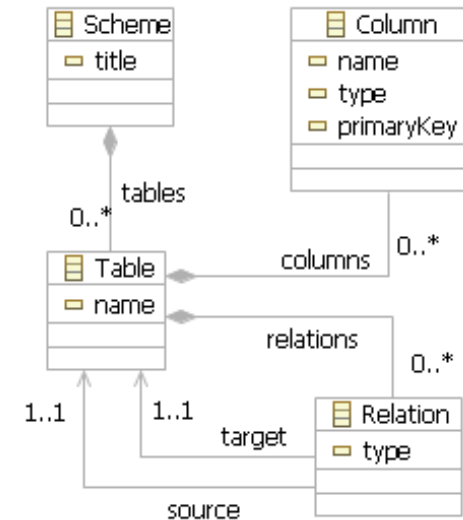 Scheme
title
Column
name
type
primaryKey
tables
0..*
Table
name
columns
0..*
relations
0..*
1..1
1..1
target
source
Relation
type